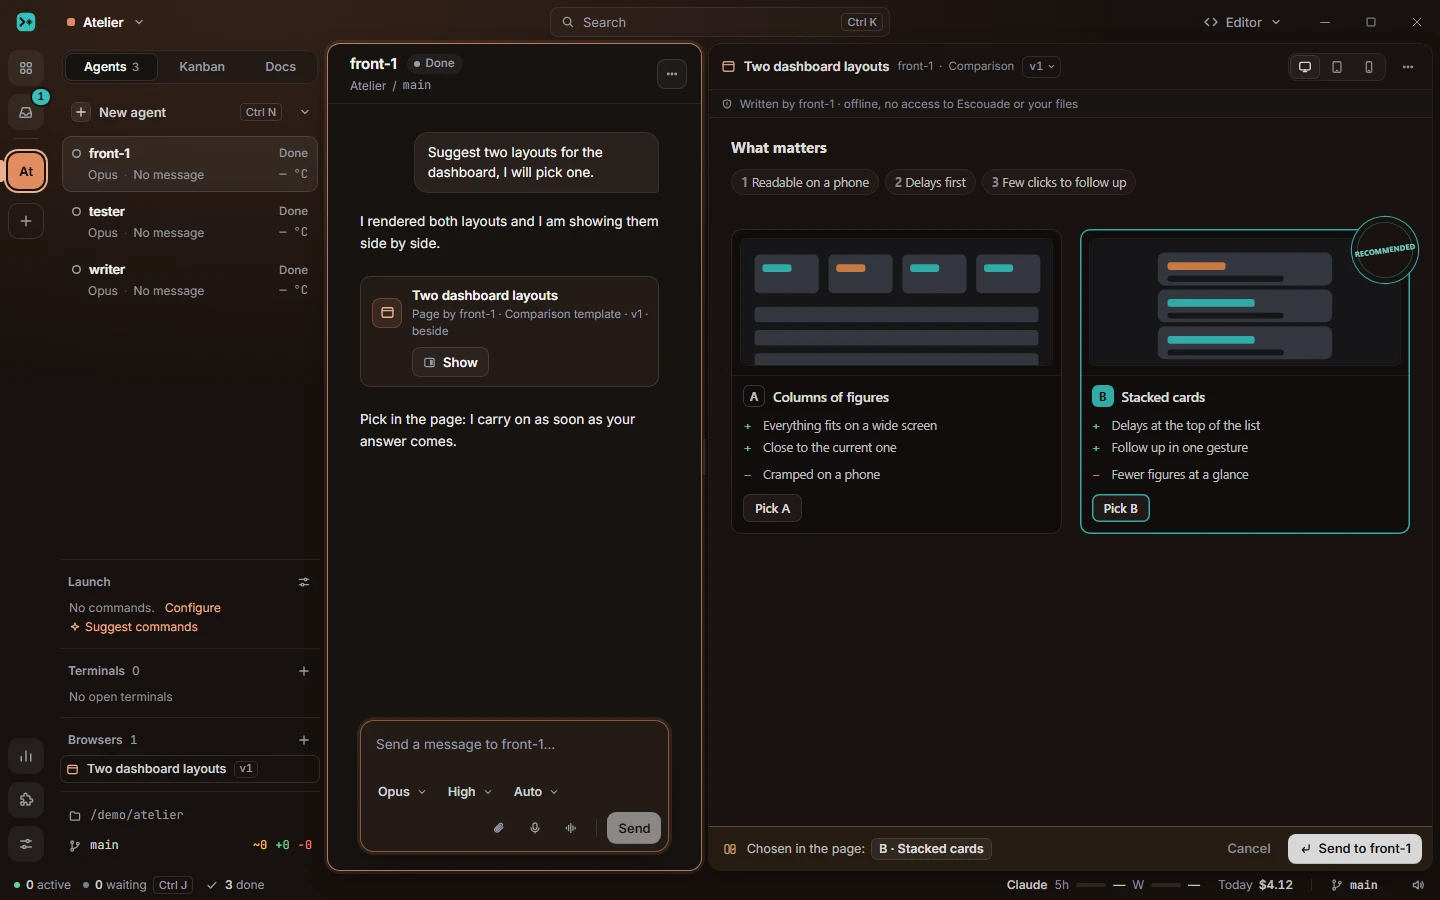 Atelier
Search
Ctrl K
Editor
Agents 3
Kanban
Docs
1
New agent
Ctrl N
At
front-1
Done
Opus · No message
– °C
tester
Done
Opus · No message
– °C
writer
Done
Opus · No message
– °C
Launch
No commands. Configure
Suggest commands
Terminals 0
No open terminals
Browsers 1
Two dashboard layouts v1
/demo/atelier
main
~0 +0 -0
front-1
Done
Atelier / main
Suggest two layouts for the
dashboard, I will pick one.
I rendered both layouts and I am showing them
side by side.
Two dashboard layouts
Page by front-1 · Comparison template · v1 ·
beside
Show
Pick in the page: I carry on as soon as your
answer comes.
Send a message to front-1...
Opus
High
Auto
Send
Two dashboard layouts front-1 · Comparison v1
Written by front-1 · offline, no access to Escouade or your files
What matters
1 Readable on a phone
2 Delays first
3 Few clicks to follow up
A Columns of figures
+ Everything fits on a wide screen
+ Close to the current one
– Cramped on a phone
Pick A
RECOMMENDED
B Stacked cards
+ Delays at the top of the list
+ Follow up in one gesture
– Fewer figures at a glance
Pick B
Chosen in the page: B · Stacked cards
Cancel
Send to front-1
0 active
0 waiting Ctrl J
3 done
Claude 5h — W —
Today $4.12
main